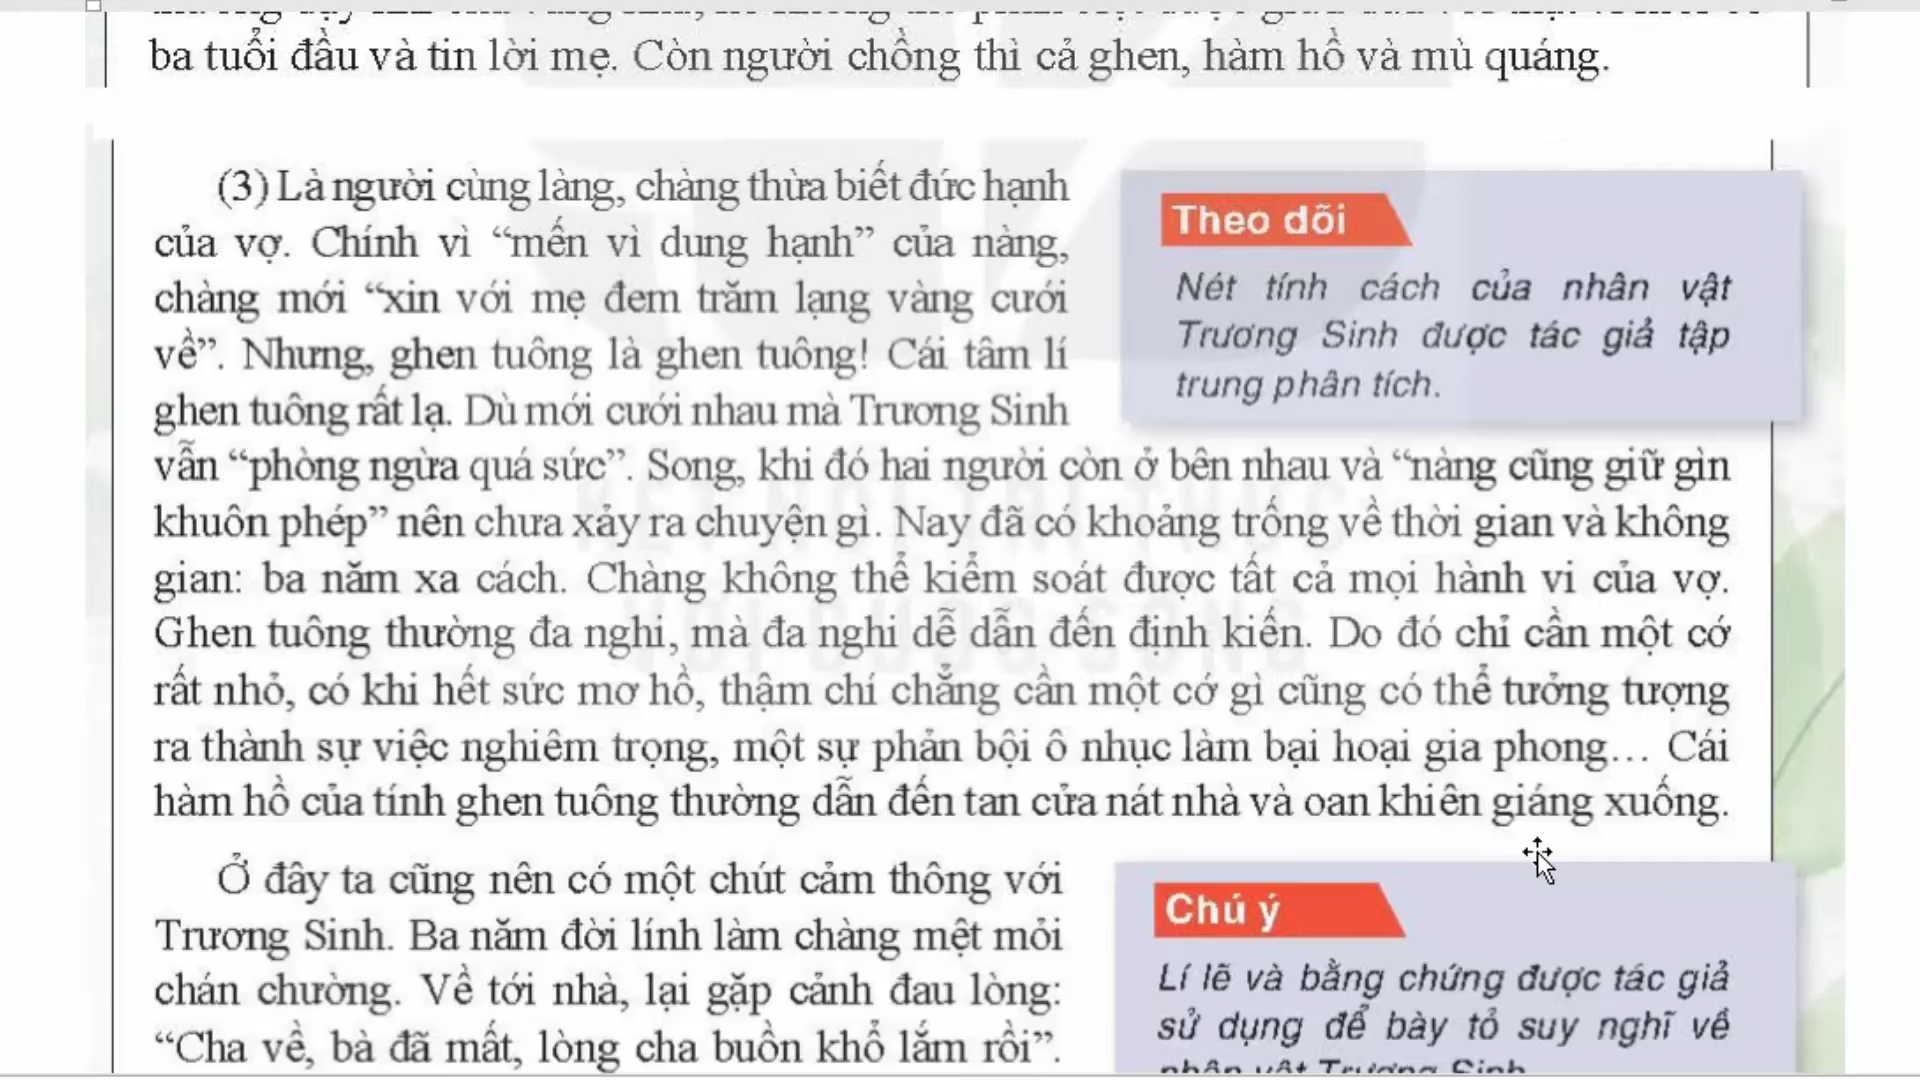 ba tuổi đầu và tin lời mẹ. Còn người chồng thì cả ghen, hàm hồ và mù quáng.
(3) Là người cùng làng, chàng thừa biết đức hạnh
của vợ. Chính vì “mến vì dung hạnh” của nàng,
chàng mới “xin với mẹ đem trăm lạng vàng cưới
về”. Nhưng, ghen tuông là ghen tuông! Cái tâm lí
ghen tuông rất lạ. Dù mới cưới nhau mà Trương Sinh
vẫn “phòng ngừa quá sức”. Song, khi đó hai người còn ở bên nhau và “nàng cũng giữ gìn
khuôn phép” nên chưa xảy ra chuyện gì. Nay đã có khoảng trống về thời gian và không
gian: ba năm xa cách. Chàng không thể kiểm soát được tất cả mọi hành vi của vợ.
Ghen tuông thường đa nghi, mà đa nghi dễ dẫn đến định kiến. Do đó chỉ cần một cớ
rất nhỏ, có khi hết sức mơ hồ, thậm chí chẳng cần một cớ gì cũng có thể tưởng tượng
ra thành sự việc nghiêm trọng, một sự phản bội ô nhục làm bại hoại gia phong... Cái
hàm hồ của tính ghen tuông thường dẫn đến tan cửa nát nhà và oan khiên giáng xuống.
Theo dõi
Nét tính cách của nhân vật
Trương Sinh được tác giả tập
trung phân tích.
Ở đây ta cũng nên có một chút cảm thông với
Trương Sinh. Ba năm đời lính làm chàng mệt mỏi
chán chường. Về tới nhà, lại gặp cảnh đau lòng:
“Cha về, bà đã mất, lòng cha buồn khổ lắm rồi”.
Chú ý
Lí lẽ và bằng chứng được tác giả
sử dụng để bày tỏ suy nghĩ về
nhân vật Trương Sinh
KẾT NỐI TRI THỨC
VỚI CUỘC SỐNG